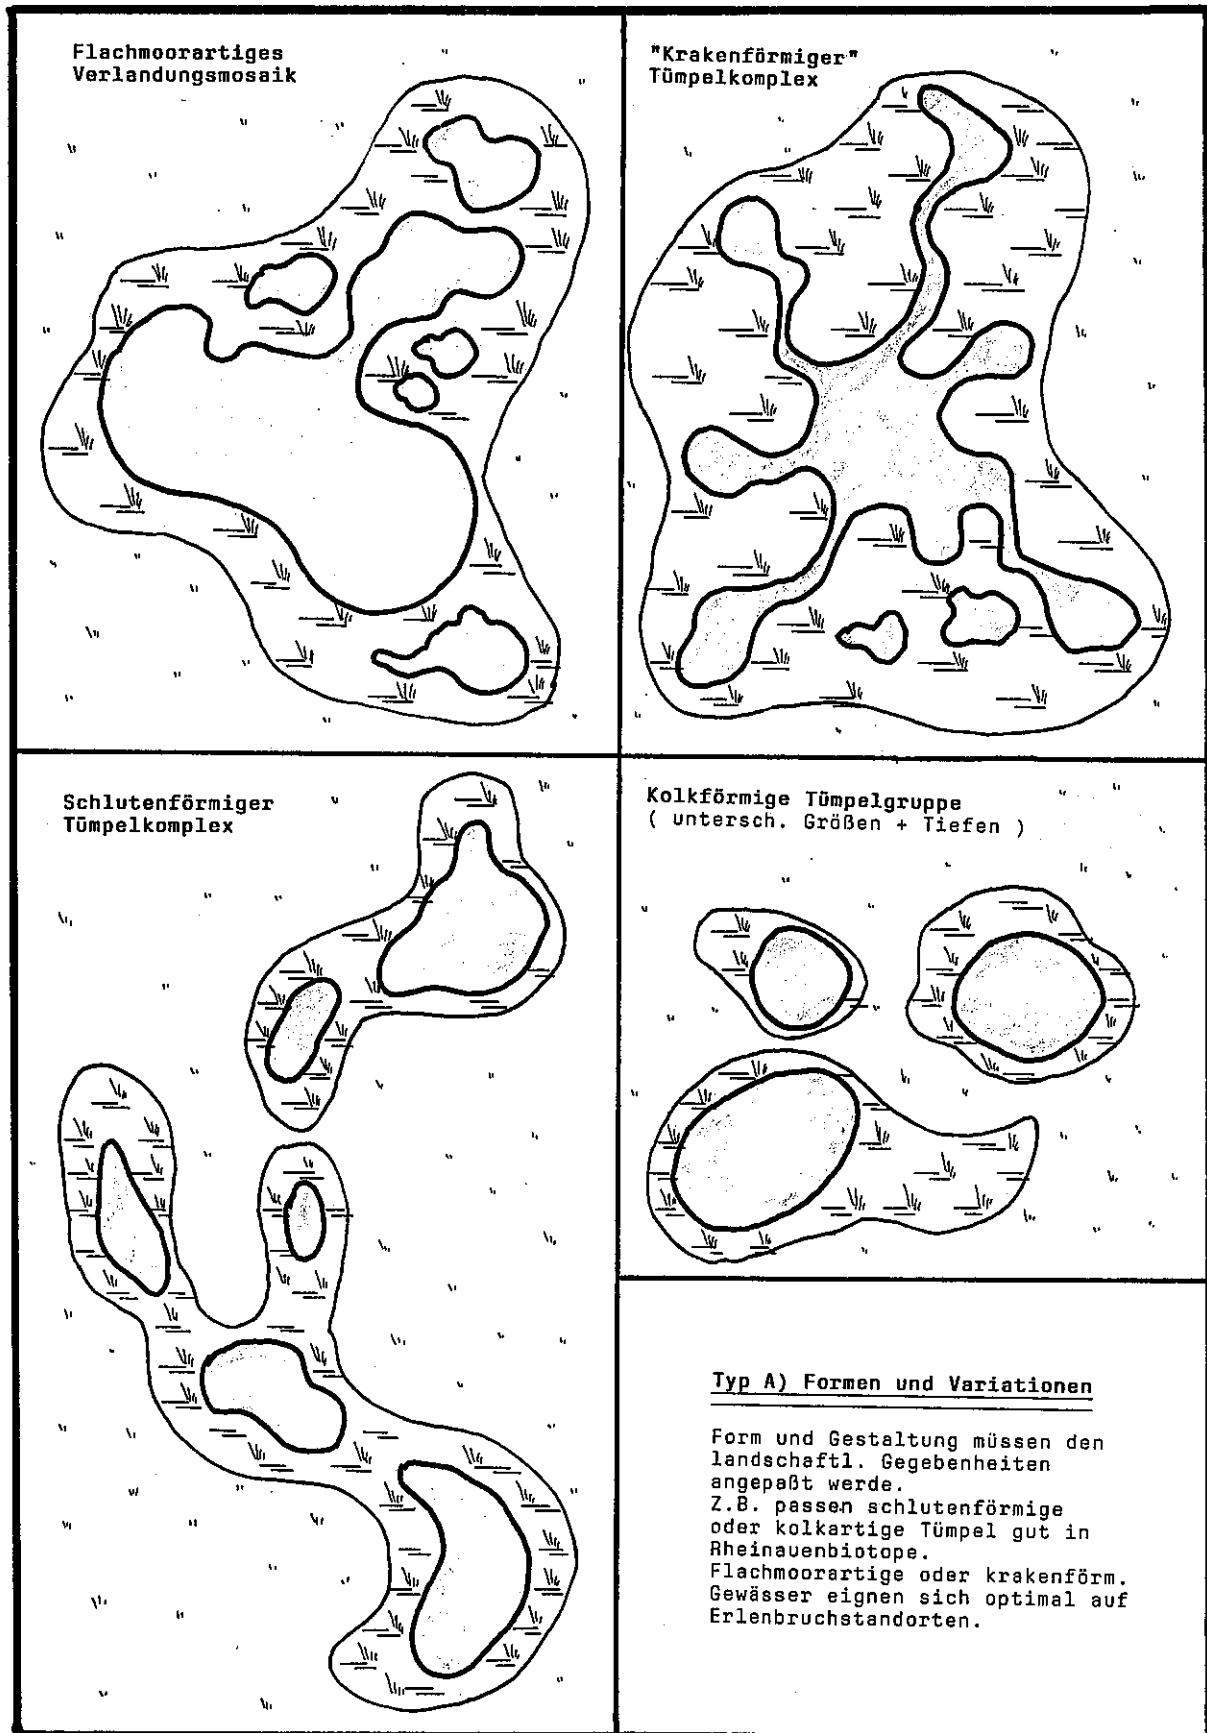 Flachmoorartiges
Verlandungsmosaik
"Krakenförmiger"
Tümpelkomplex
Schlutenförmiger
Tümpelkomplex
Kolkförmige Tümpelgruppe
( untersch. Größen + Tiefen )
Typ A) Formen und Variationen
Form und Gestaltung müssen den
landschaftl. Gegebenheiten
angepaßt werde.
Z.B. passen schlutenförmige
oder kolkartige Tümpel gut in
Rheinauenbiotope.
Flachmoorartige oder krakenförm.
Gewässer eignen sich optimal auf
Erlenbruchstandorten.